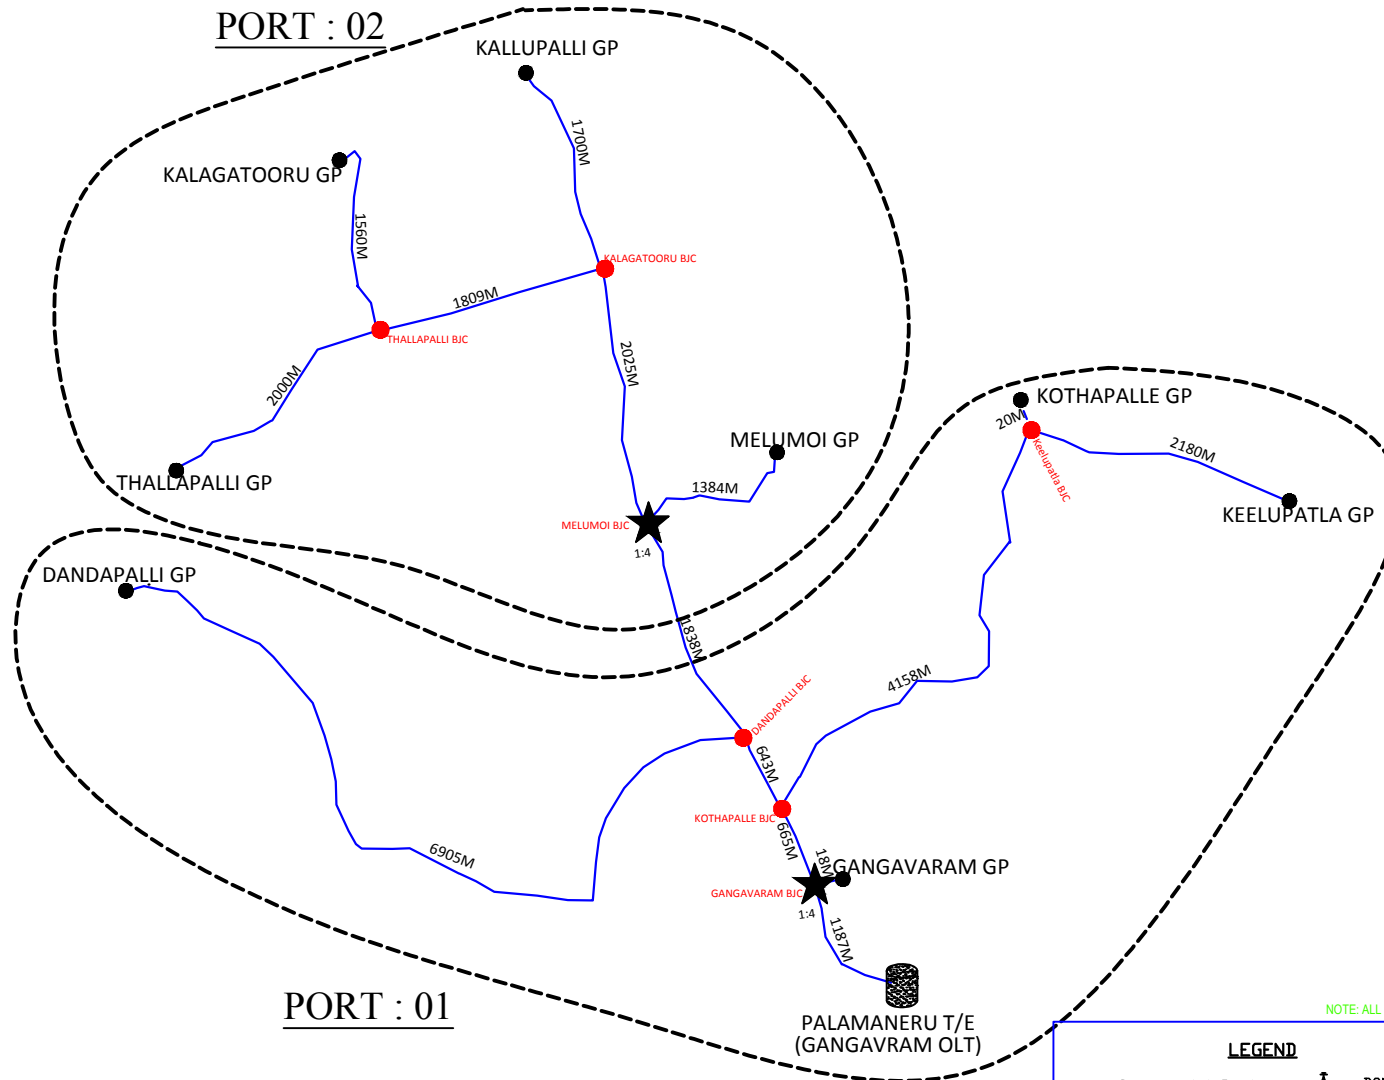 PORT : 02
KALLUPALLI GP
1700M
KALAGATOORU GP
1560M
KALAGATOORU BJC
1809M
THALLAPALLI BJC
2025M
2000M
KOTHAPALLE GP
20M
Keelupatla BJC
2180M
MELUMOI GP
THALLAPALLI GP
1384M
KEELUPATLA GP
MELUMOI BJC
1:4
DANDAPALLI GP
1838M
4158M
DANDAPALLI BJC
643M
KOTHAPALLE BJC
665M
6905M
18M
GANGAVARAM GP
GANGAVARAM BJC
1:4
1187M
PORT : 01
PALAMANERU T/E
(GANGAVRAM OLT)
NOTE: ALL
LEGEND